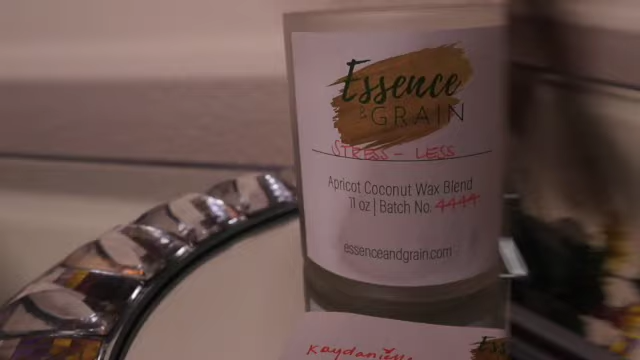 Essence
& GRAIN
STRESS - LESS
Apricot Coconut Wax Blend
11 oz | Batch No. 4444
essenceandgrain.com